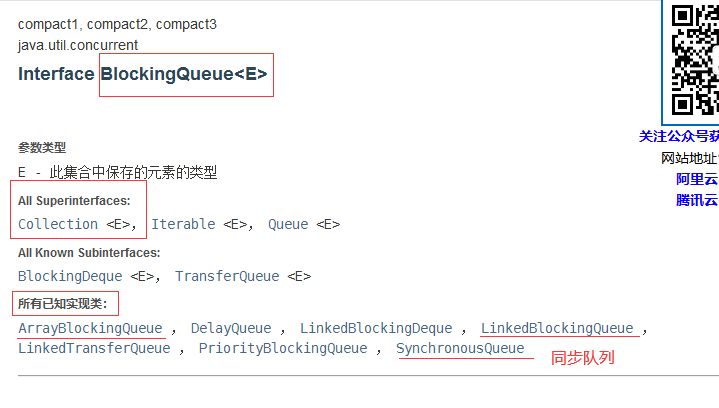 compact1, compact2, compact3
java.util.concurrent
Interface BlockingQueue<E>
关注公众号获
网站地址
阿里云
腾讯云
参数类型
E - 此集合中保存的元素的类型
All Superinterfaces:
Collection <E>, Iterable <E>, Queue <E>
All Known Subinterfaces:
BlockingDeque <E>, TransferQueue <E>
所有已知实现类：
ArrayBlockingQueue , DelayQueue , LinkedBlockingDeque , LinkedBlockingQueue ,
LinkedTransferQueue , PriorityBlockingQueue , SynchronousQueue
同步队列